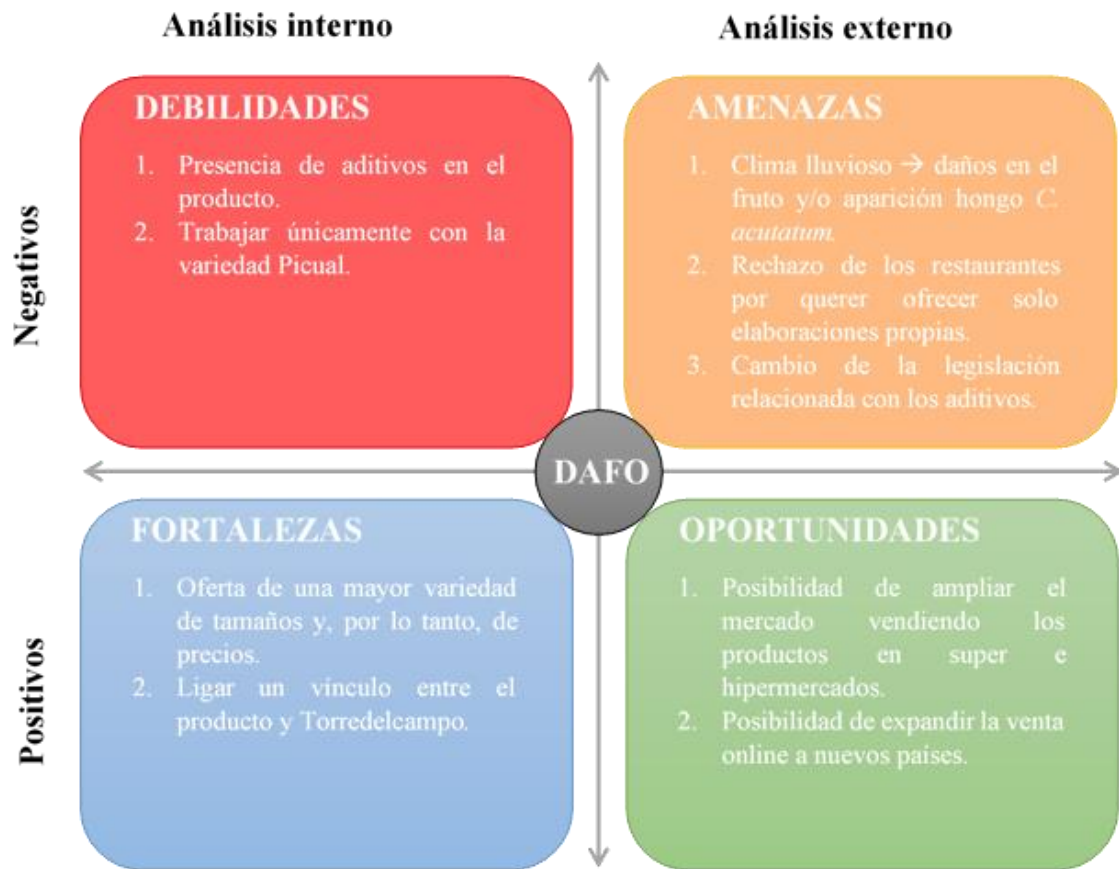 Análisis interno
Análisis externo
Negativos
DEBILIDADES
1. Presencia de aditivos en el
producto.
2. Trabajar únicamente con la
variedad Picual.
AMENAZAS
1. Clima lluvioso → daños en el
fruto y/o aparición hongo C.
acutatum.
2. Rechazo de los restaurantes
por querer ofrecer solo
elaboraciones propias.
3. Cambio de la legislación
relacionada con los aditivos.
DAFO
Positivos
FORTALEZAS
1. Oferta de una mayor variedad
de tamaños y, por lo tanto, de
precios.
2. Ligar un vínculo entre el
producto y Torredelcampo.
OPORTUNIDADES
1. Posibilidad de ampliar el
mercado vendiendo los
productos en super e
hipermercados.
2. Posibilidad de expandir la venta
online a nuevos países.